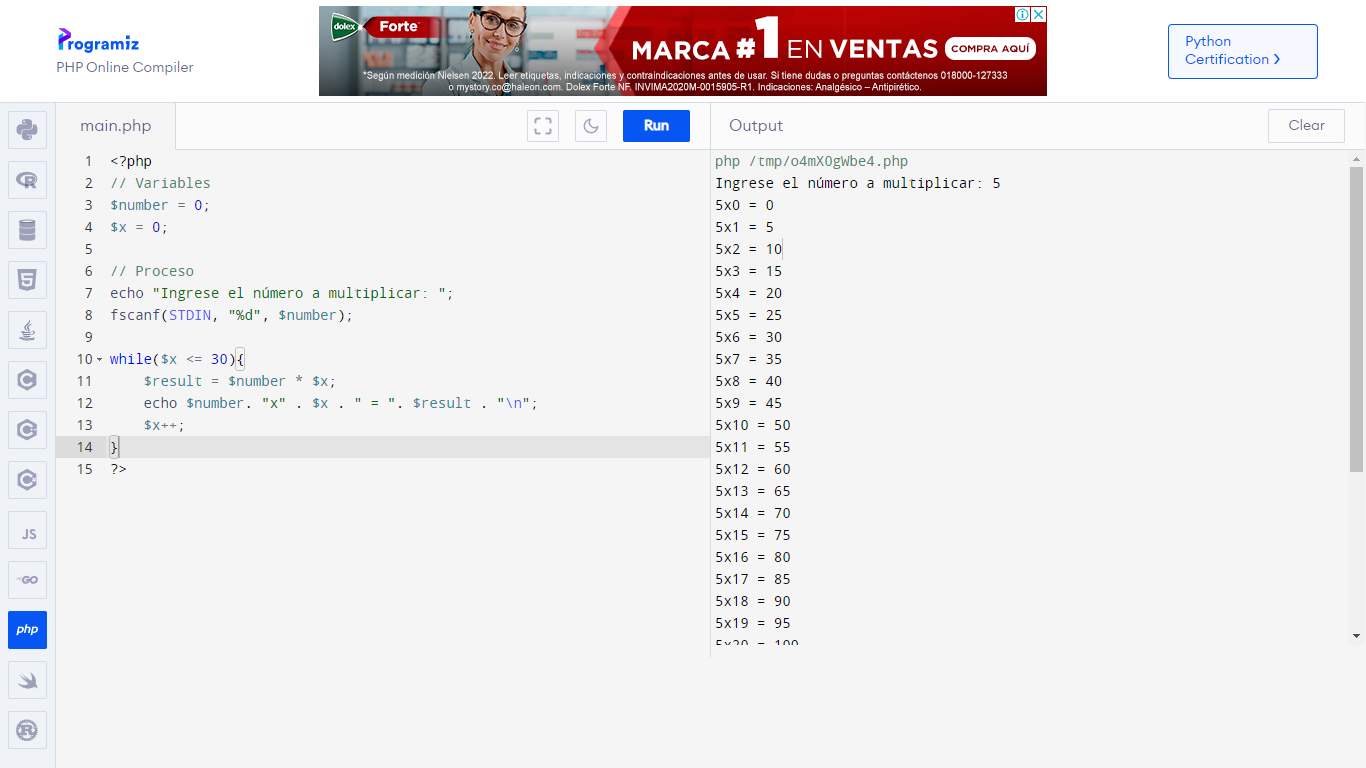 Programiz
PHP Online Compiler
dolex
Forte
MARCA #1 EN VENTAS
COMPRA AQUÍ
*Según medición Nielsen 2022. Leer etiquetas, indicaciones y contraindicaciones antes de usar. Si tiene dudas o preguntas contáctenos 018000-127333
o mystory.co@haleon.com. Dolex Forte NF. INVIMA2020M-0015905-R1. Indicaciones: Analgésico – Antipirético.
Python
Certification
main.php
Run
Output
Clear
1 <?php
2 // Variables
3 $number = 0;
4 $x = 0;
5
6 // Proceso
7 echo "Ingrese el número a multiplicar: ";
8 fscanf(STDIN, "%d", $number);
9
10 while($x <= 30){
11 $result = $number * $x;
12 echo $number. "x" . $x . " = ". $result . "\n";
13 $x++;
14 }
15 ?>
php /tmp/o4mX0gWbe4.php
Ingrese el número a multiplicar: 5
5x0 = 0
5x1 = 5
5x2 = 10
5x3 = 15
5x4 = 20
5x5 = 25
5x6 = 30
5x7 = 35
5x8 = 40
5x9 = 45
5x10 = 50
5x11 = 55
5x12 = 60
5x13 = 65
5x14 = 70
5x15 = 75
5x16 = 80
5x17 = 85
5x18 = 90
5x19 = 95
5x20 = 100
R
5
C
C
C
JS
GO
php
R